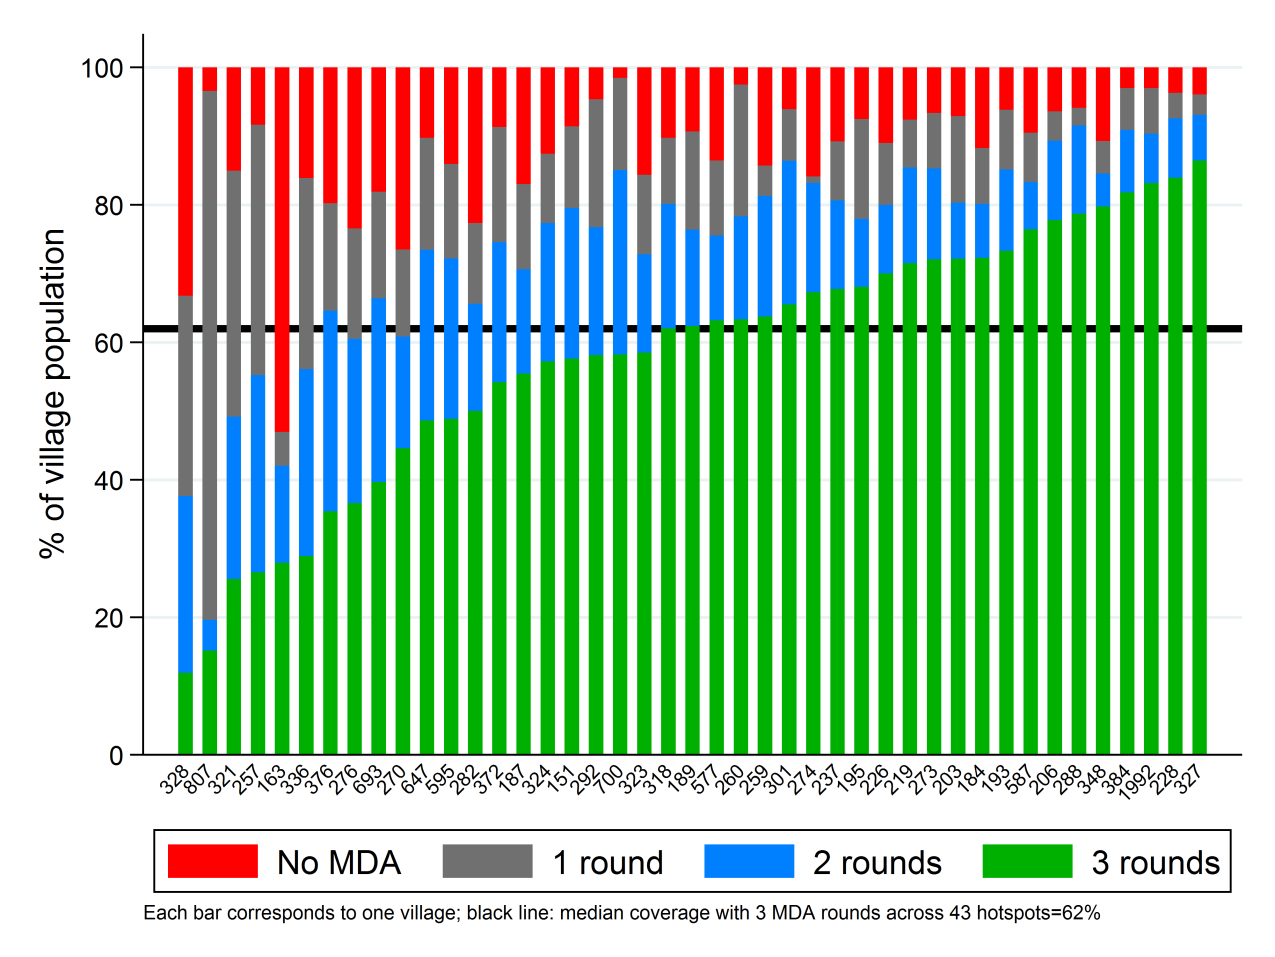 % of village population
100
80
60
40
20
0
328 807 321 257 163 336 376 276 693 270 647 595 282 372 187 324 151 292 700 323 318 189 577 260 259 301 274 237 195 226 219 273 203 184 193 587 206 288 348 384 1992 228 327
No MDA 1 round 2 rounds 3 rounds
Each bar corresponds to one village; black line: median coverage with 3 MDA rounds across 43 hotspots=62%